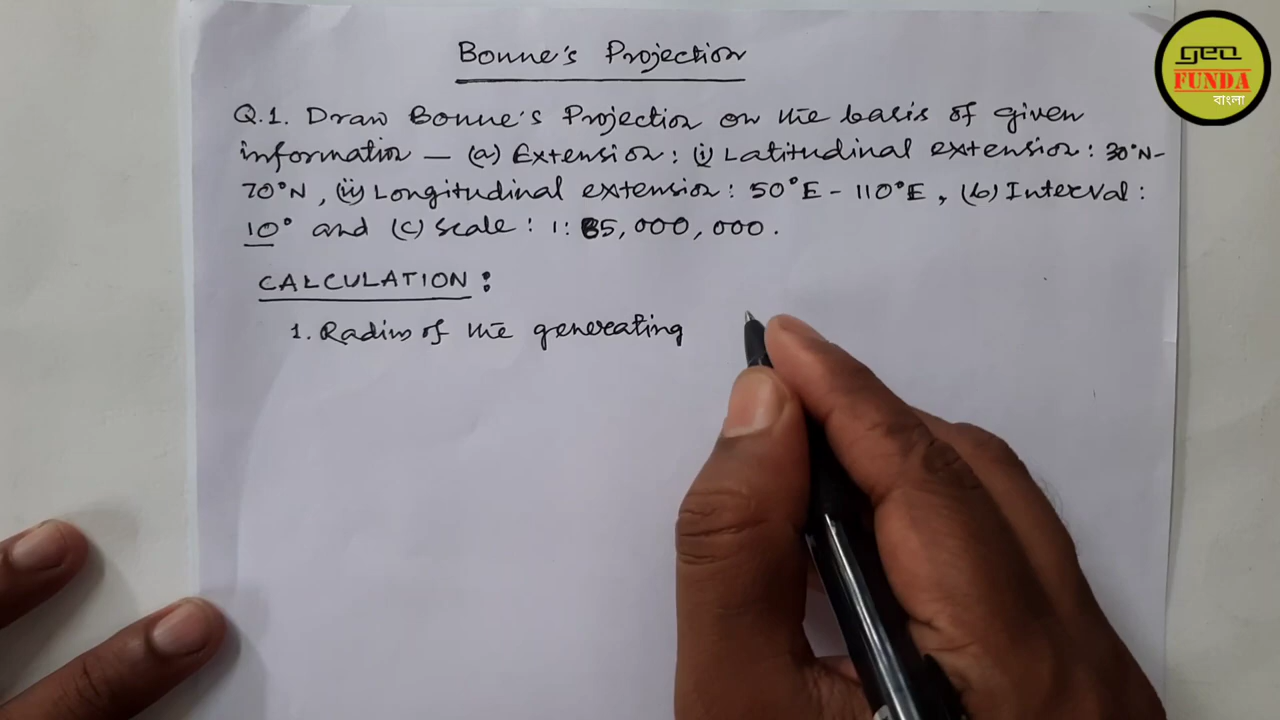 geo
FUNDA
বাংলা
Bonne's Projection
Q.1. Draw Bonne's Projection on the basis of given
information — (a) Extension: (i) Latitudinal extension: 30°N-
70°N, (ii) Longitudinal extension: 50°E - 110°E, (b) Interval:
10° and (c) Scale: 1: 85,000,000.
CALCULATION:
1. Radius of the generating